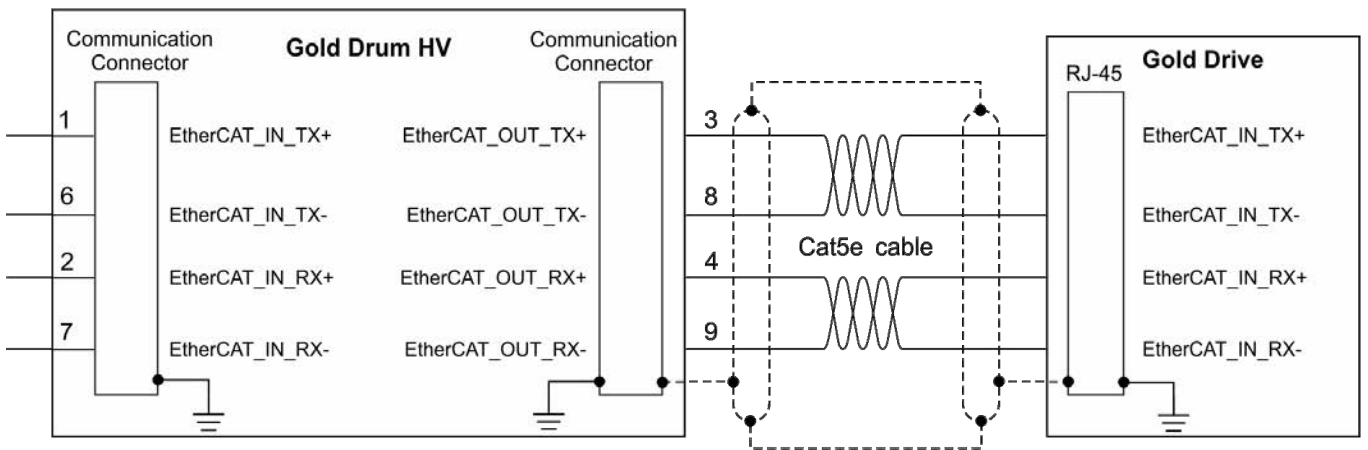 Communication
Connector
Gold Drum HV
Communication
Connector
RJ-45
Gold Drive
1
EtherCAT_IN_TX+
EtherCAT_OUT_TX+
3
EtherCAT_IN_TX+
6
EtherCAT_IN_TX-
EtherCAT_OUT_TX-
8
EtherCAT_IN_TX-
Cat5e cable
2
EtherCAT_IN_RX+
EtherCAT_OUT_RX+
4
EtherCAT_IN_RX+
7
EtherCAT_IN_RX-
EtherCAT_OUT_RX-
9
EtherCAT_IN_RX-